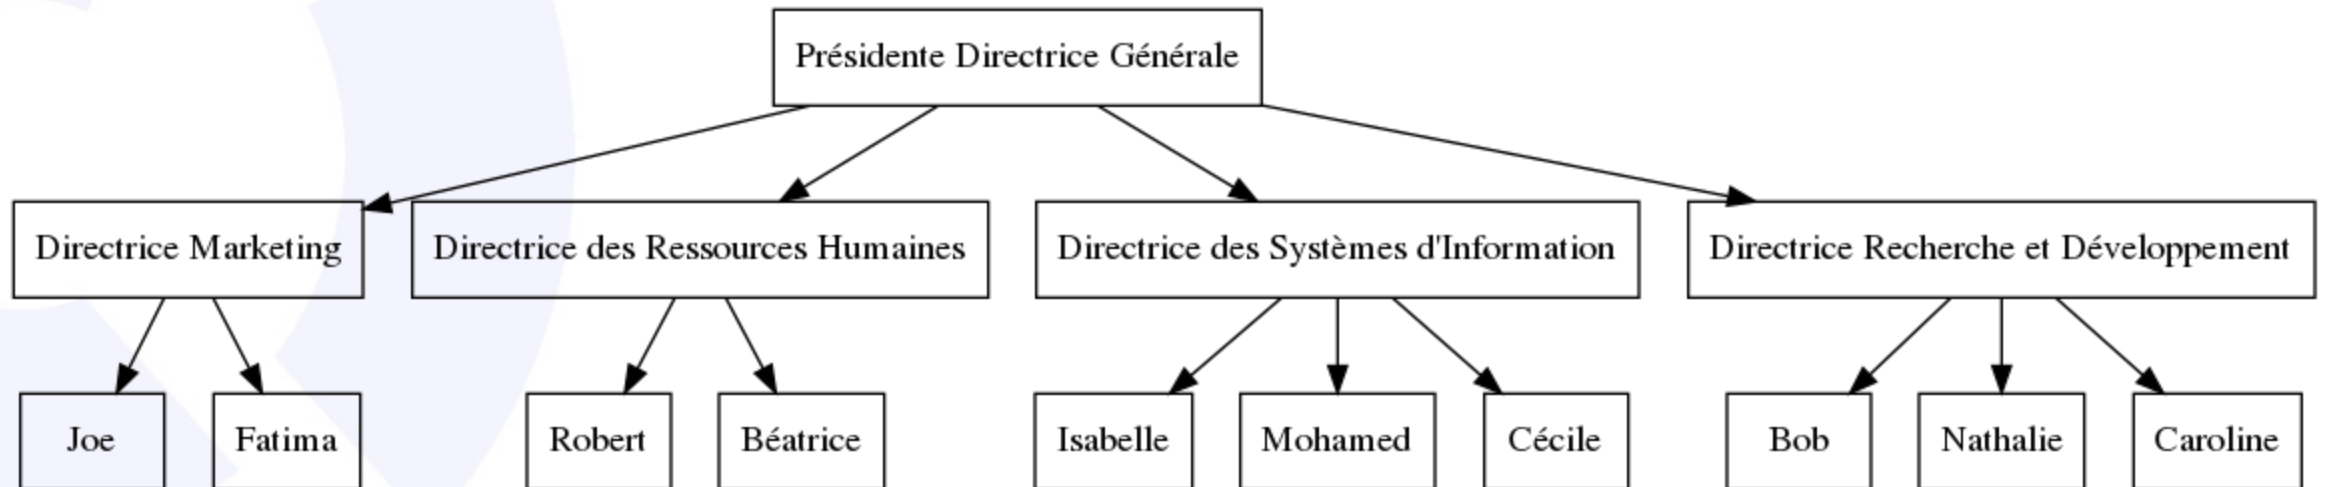 Présidente Directrice Générale
Directrice Marketing
Directrice des Ressources Humaines
Directrice des Systèmes d'Information
Directrice Recherche et Développement
Joe
Fatima
Robert
Béatrice
Isabelle
Mohamed
Cécile
Bob
Nathalie
Caroline